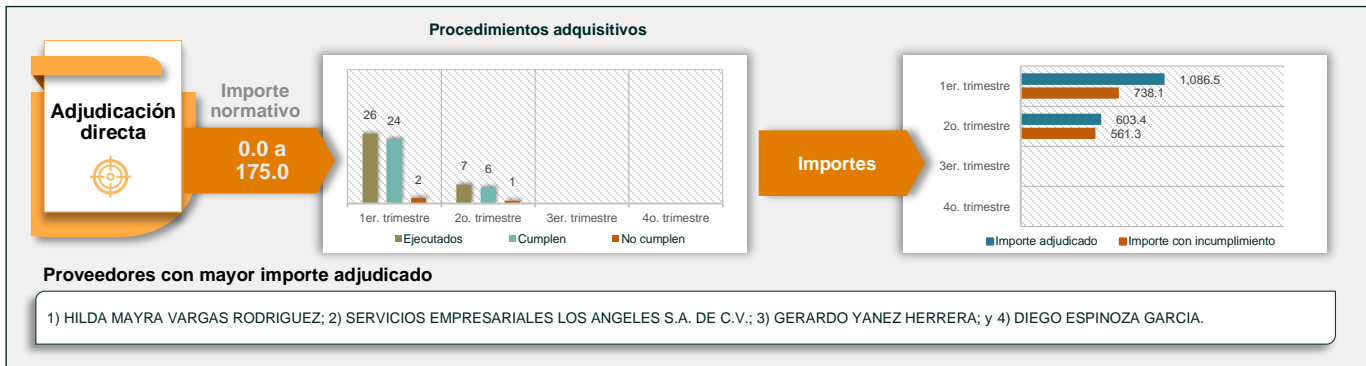 Procedimientos adquisitivos
Adjudicación
directa
Importe
normativo
0.0 a
175.0
26
24
2
7
6
1
1er. trimestre
2o. trimestre
3er. trimestre
4o. trimestre
Ejecutados
Cumplen
No cumplen
Importes
1er. trimestre
1,086.5
738.1
2o. trimestre
603.4
561.3
3er. trimestre
4o. trimestre
Importe adjudicado
Importe con incumplimiento
Proveedores con mayor importe adjudicado
1) HILDA MAYRA VARGAS RODRIGUEZ; 2) SERVICIOS EMPRESARIALES LOS ANGELES S.A. DE C.V.; 3) GERARDO YANEZ HERRERA; y 4) DIEGO ESPINOZA GARCIA.